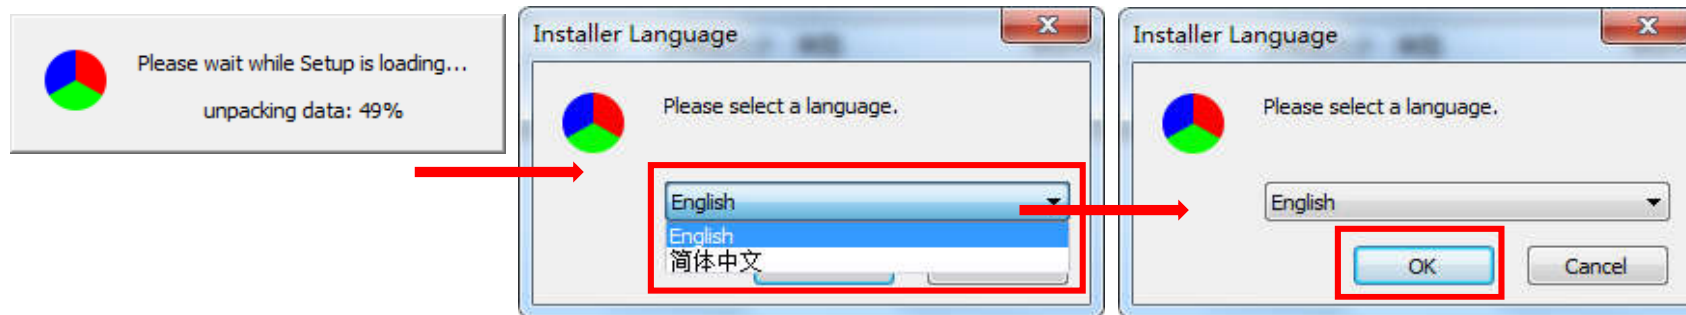 Please wait while Setup is loading...
unpacking data: 49%
Installer Language
Please select a language.
English
English
简体中文
Installer Language
Please select a language.
English
OK
Cancel